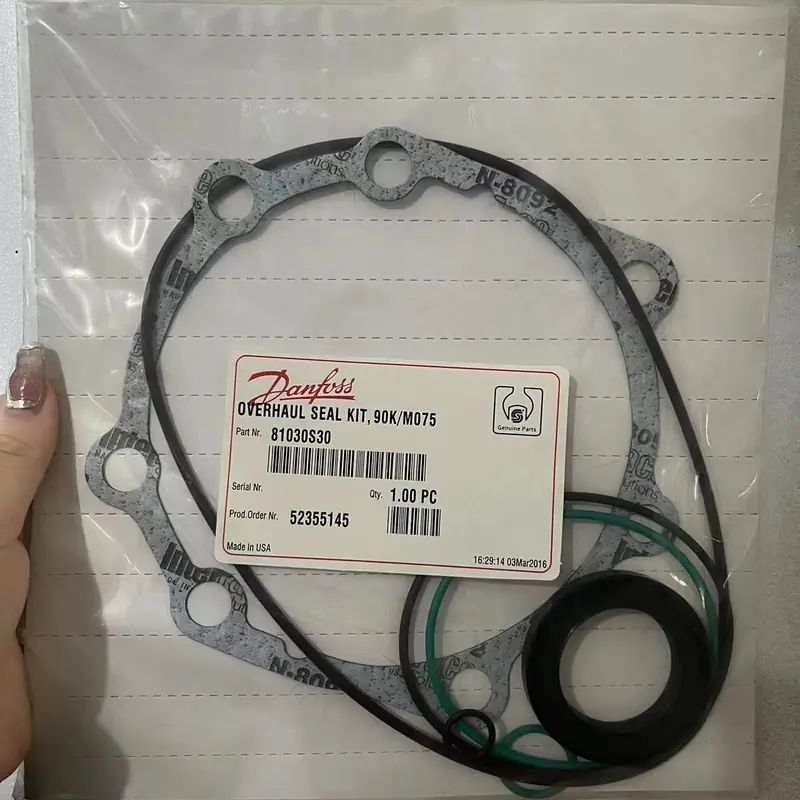 N-8092
Danfoss
OVERHAUL SEAL KIT, 90K/M075
Part Nr. 81030S30
Genuine Parts
Serial Nr.
Qty. 1.00 PC
Prod.Order Nr. 52355145
Made In USA
16:29:14 03Mar2016